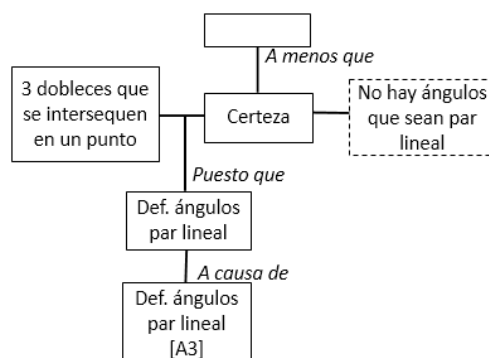 A menos que
3 dobleces que
se intersequen
en un punto
Certeza
No hay ángulos
que sean par
lineal
Puesto que
Def. ángulos
par lineal
A causa de
Def. ángulos
par lineal
[A3]